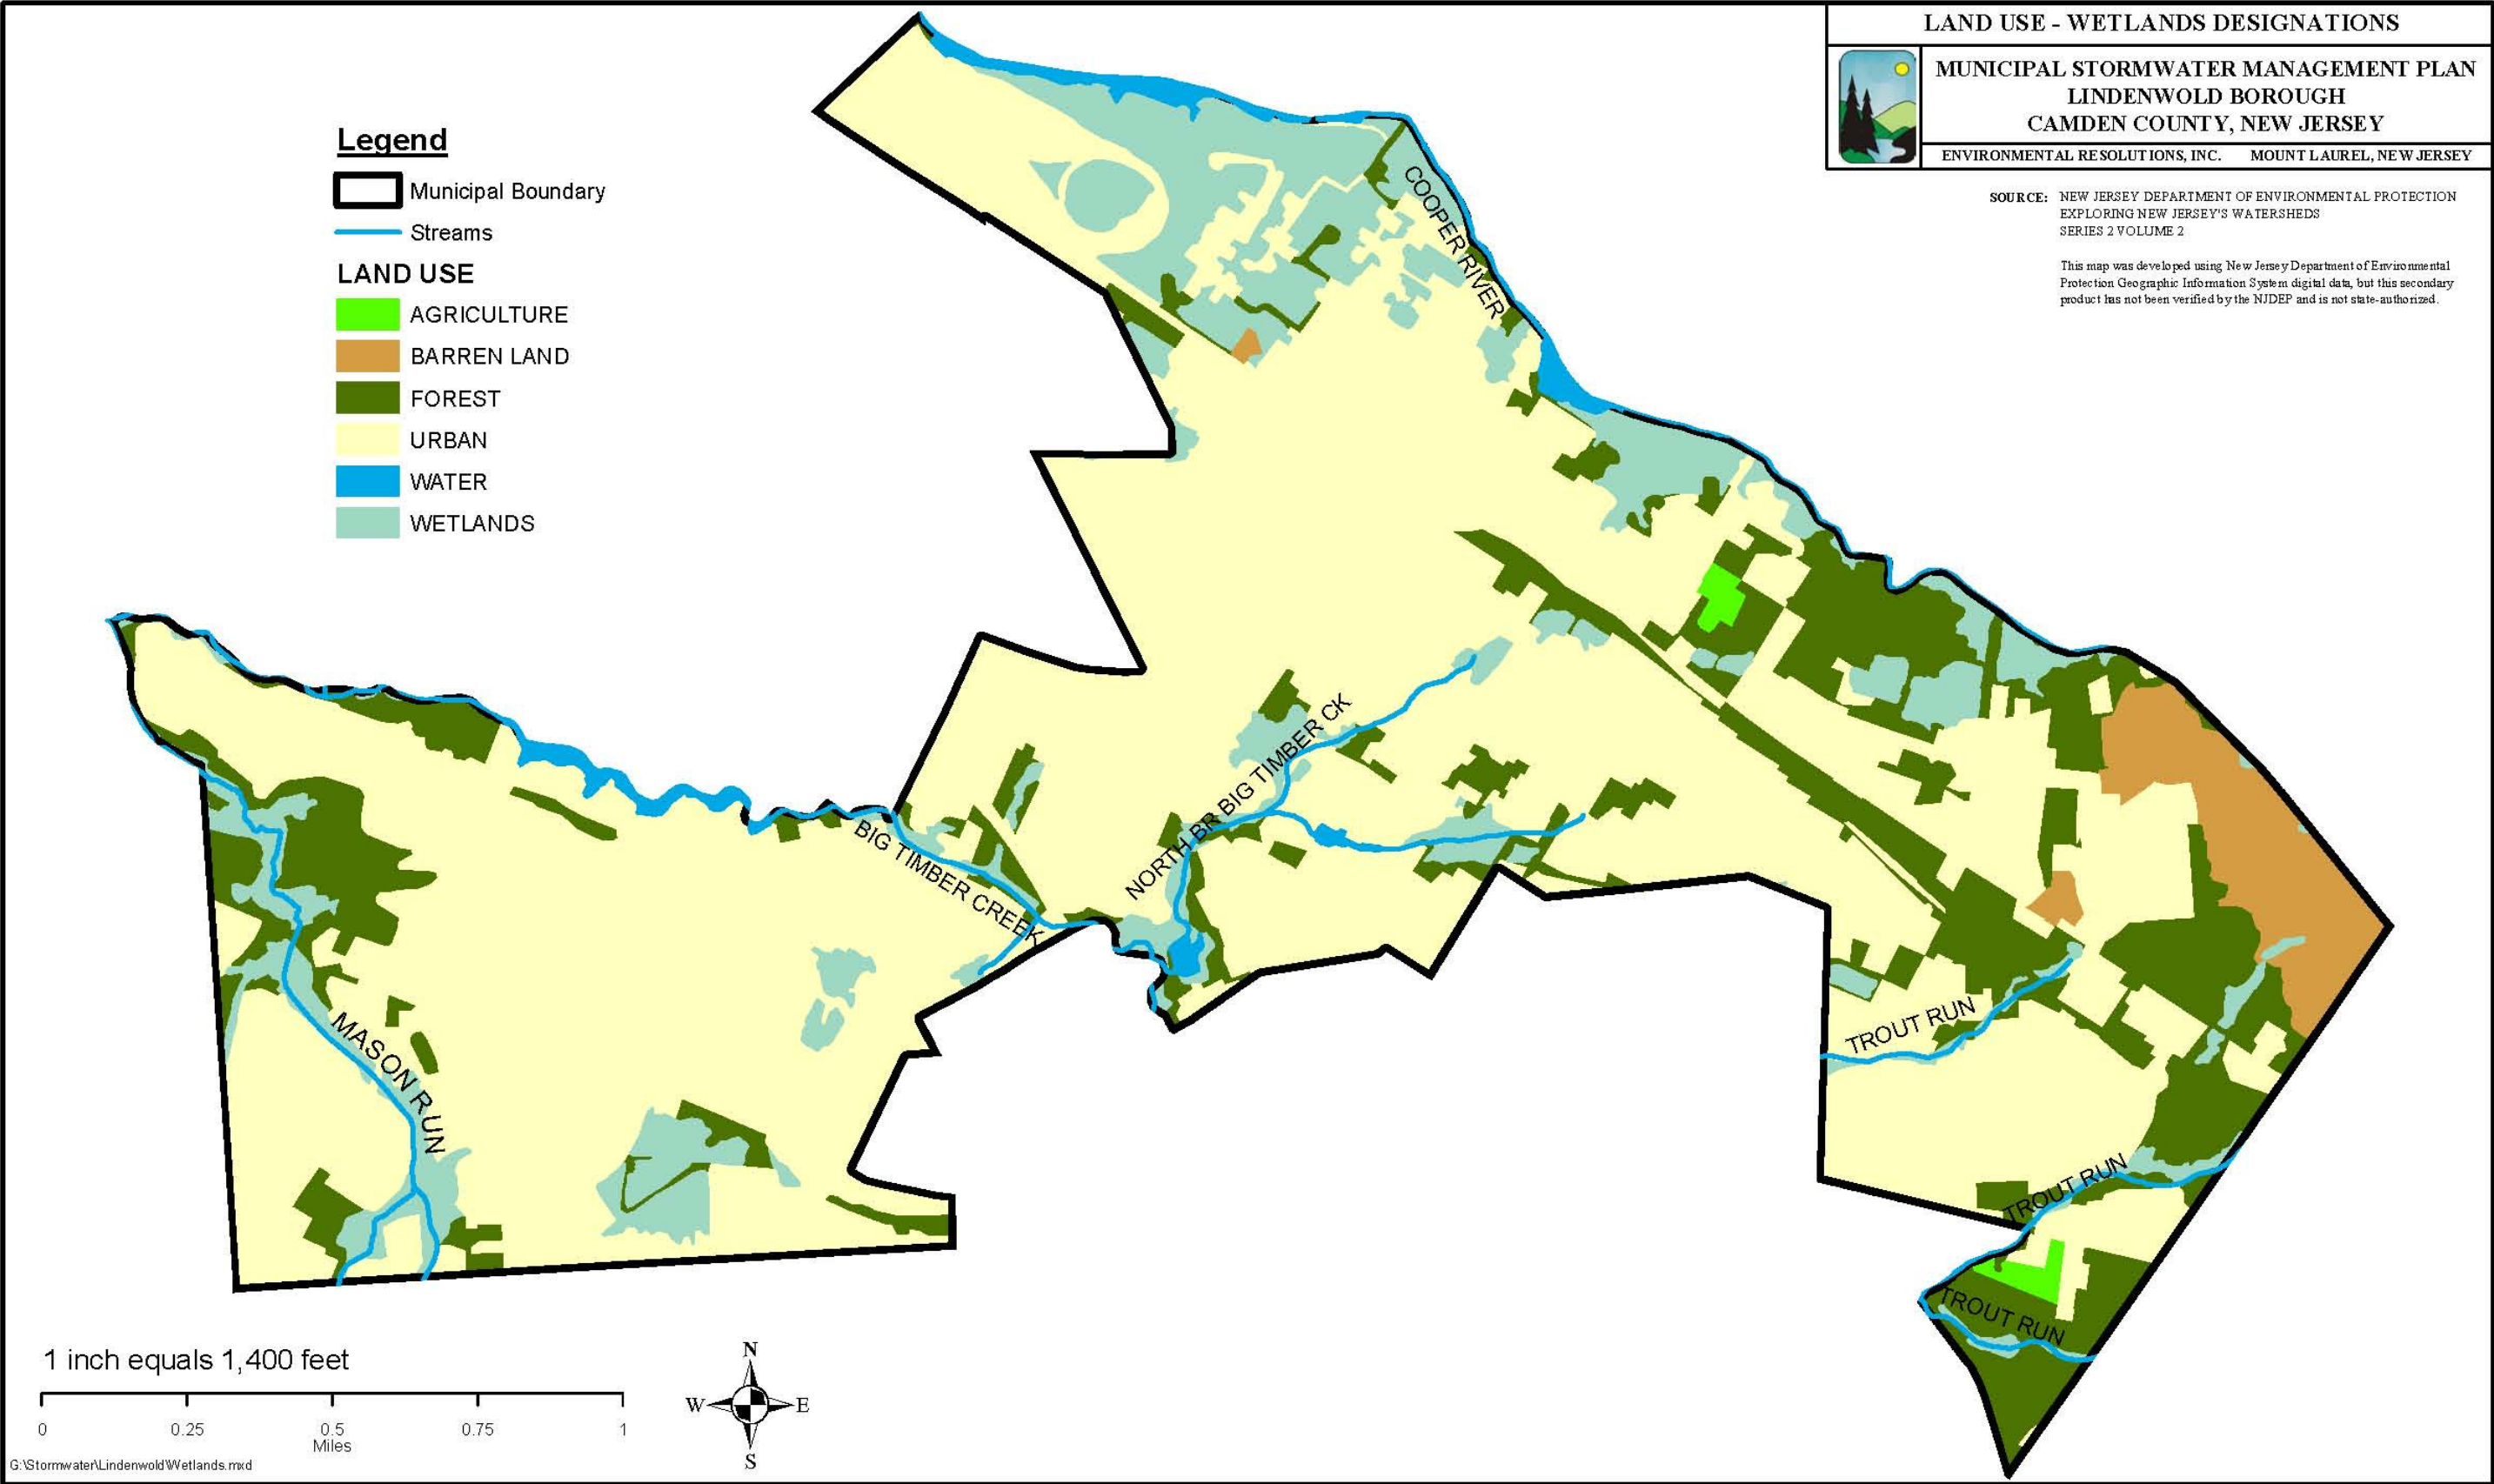 LAND USE - WETLANDS DESIGNATIONS
MUNICIPAL STORMWATER MANAGEMENT PLAN
LINDENWOLD BOROUGH
CAMDEN COUNTY, NEW JERSEY
ENVIRONMENTAL RESOLUTIONS, INC. MOUNT LAUREL, NEW JERSEY
SOURCE: NEW JERSEY DEPARTMENT OF ENVIRONMENTAL PROTECTION
EXPLORING NEW JERSEY'S WATERSHEDS
SERIES 2 VOLUME 2
This map was developed using New Jersey Department of Environmental
Protection Geographic Information System digital data, but this secondary
product has not been verified by the NJDEP and is not state-authorized.
Legend
Municipal Boundary
Streams
LAND USE
AGRICULTURE
BARREN LAND
FOREST
URBAN
WATER
WETLANDS
COOPER RIVER
NORTH BR BIG TIMBER CK
BIG TIMBER CREEK
MASON RUN
TROUT RUN
TROUT RUN
TROUT RUN
1 inch equals 1,400 feet
0 0.25 0.5 0.75 1
Miles
N
W E
S
G:\Stormwater\Lindenwold\Wetlands.mxd